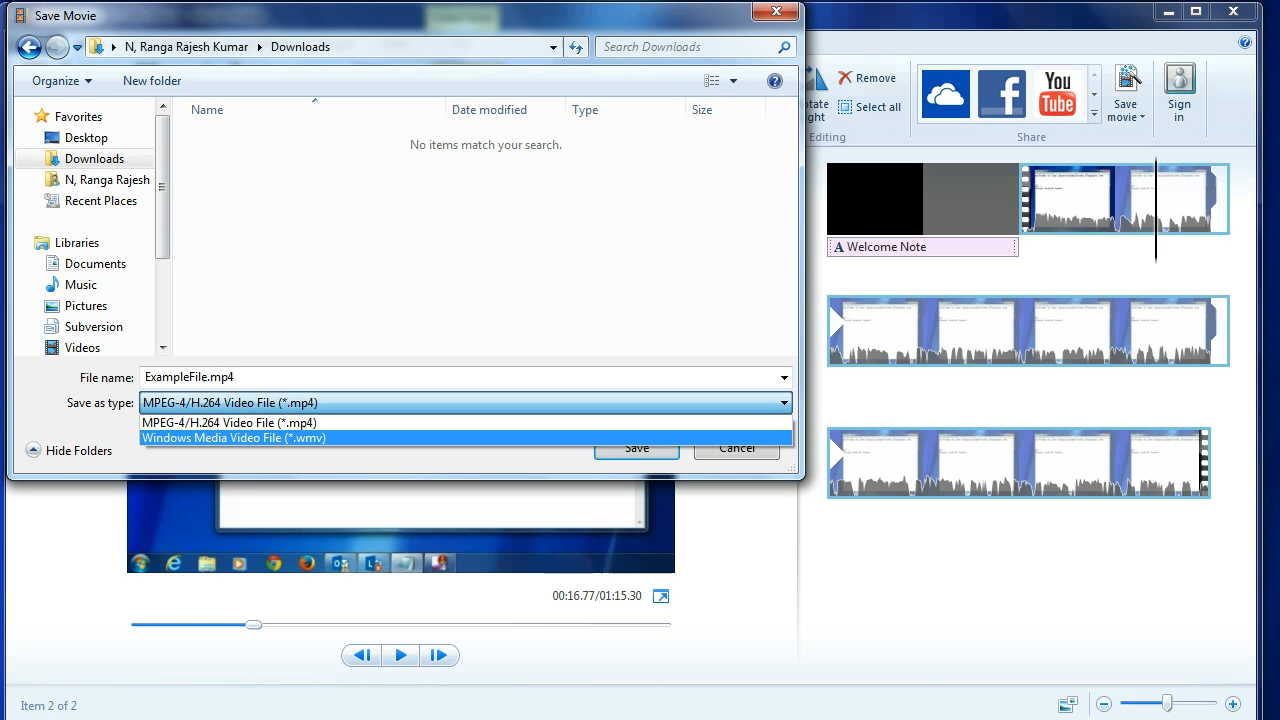 Save Movie
N, Ranga Rajesh Kumar Downloads
Search Downloads
Organize
New folder
Favorites
Desktop
Downloads
N, Ranga Rajesh
Recent Places
Libraries
Documents
Music
Pictures
Subversion
Videos
Name
Date modified
Type
Size
No items match your search.
File name:
ExampleFile.mp4
Save as type:
MPEG-4/H.264 Video File (*.mp4)
MPEG-4/H.264 Video File (*.mp4)
Windows Media Video File (*.wmv)
Hide Folders
Save
Cancel
Remove
Select all
Editing
You
Tube
Share
Save
movie
Sign
in
A Welcome Note
00:16.77/01:15.30
Item 2 of 2